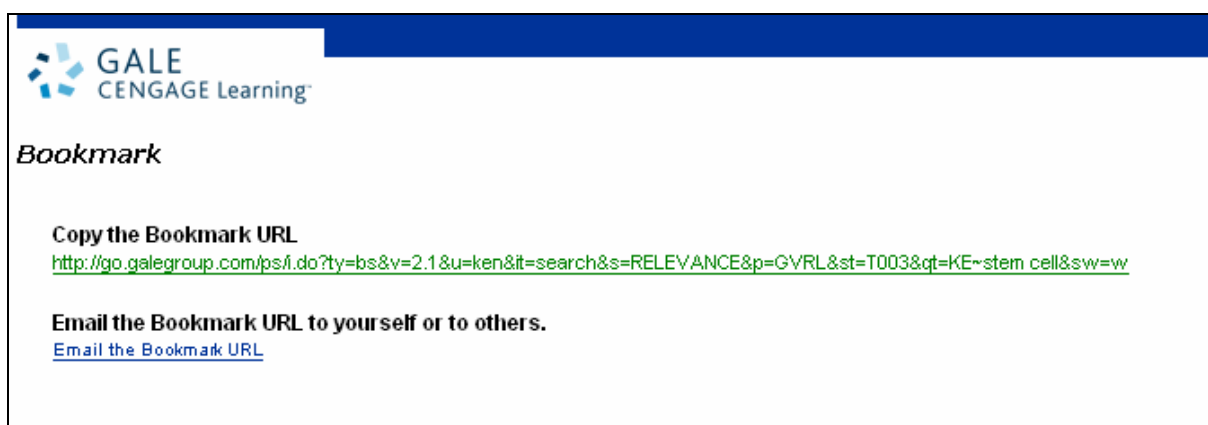 GALE
CENGAGE Learning™
Bookmark
Copy the Bookmark URL
http://go.galegroup.com/ps/i.do?ty=bs&v=2.1&u=ken&it=search&s=RELEVANCE&p=GVRL&st=T003&qt=KE~stem cell&sw=w
Email the Bookmark URL to yourself or to others.
Email the Bookmark URL